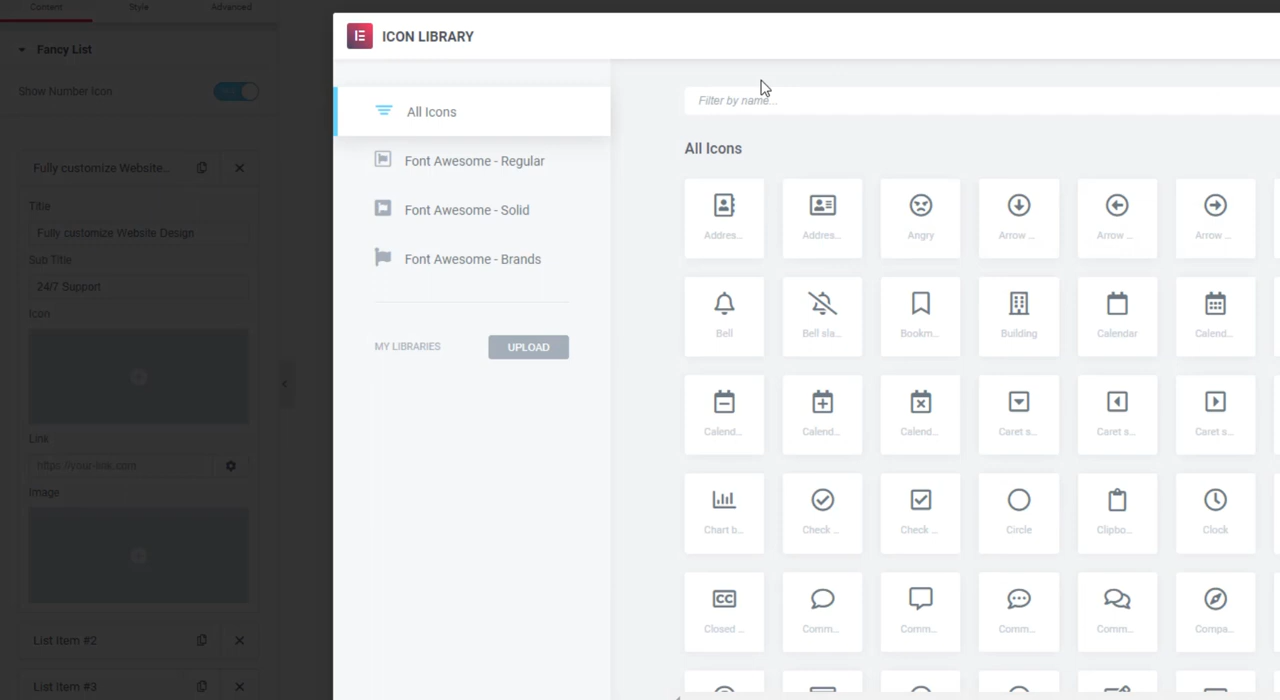 Content Style Advanced
Fancy List
Show Number Icon
Fully customize Website...
Title
Fully customize Website Design
Sub Title
24/7 Support
Icon
Link
https://your-link.com
Image
List Item #2
List Item #3
ICON LIBRARY
All Icons
Font Awesome - Regular
Font Awesome - Solid
Font Awesome - Brands
MY LIBRARIES UPLOAD
Filter by name...
All Icons
Addres... Addres... Angry Arrow ... Arrow ... Arrow ...
Bell Bell sla... Bookm... Building Calendar Calend...
Calend... Calend... Calend... Caret s... Caret s... Caret s...
Chart b... Check ... Check ... Circle Clipbo... Clock
CC
Closed ... Comm... Comm... Comm... Comm... Compa...